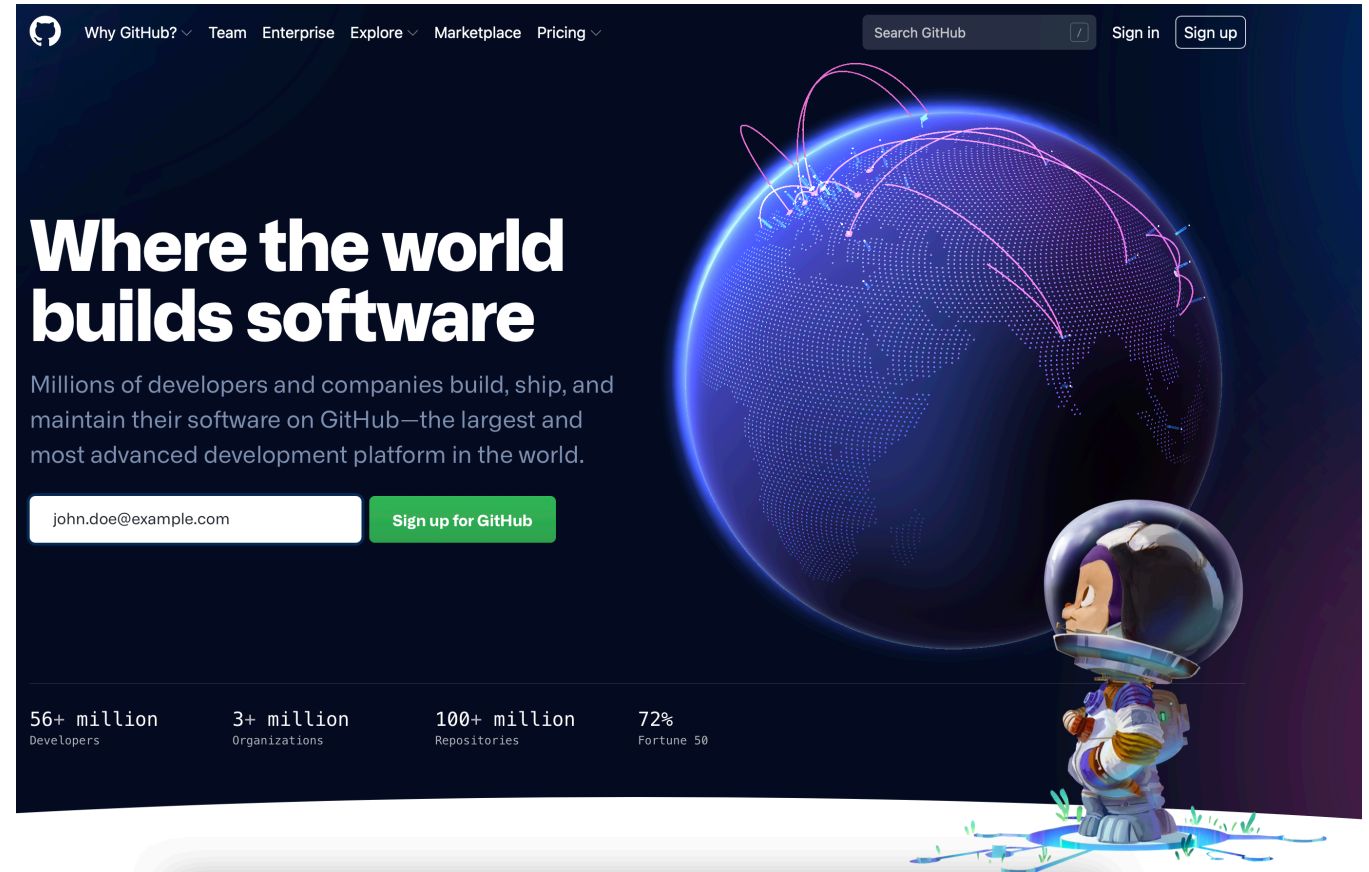 Why GitHub? Team Enterprise Explore Marketplace Pricing Search GitHub / Sign in Sign up
Where the world
builds software
Millions of developers and companies build, ship, and
maintain their software on GitHub—the largest and
most advanced development platform in the world.
john.doe@example.com Sign up for GitHub
56+ million 3+ million 100+ million 72%
Developers Organizations Repositories Fortune 50